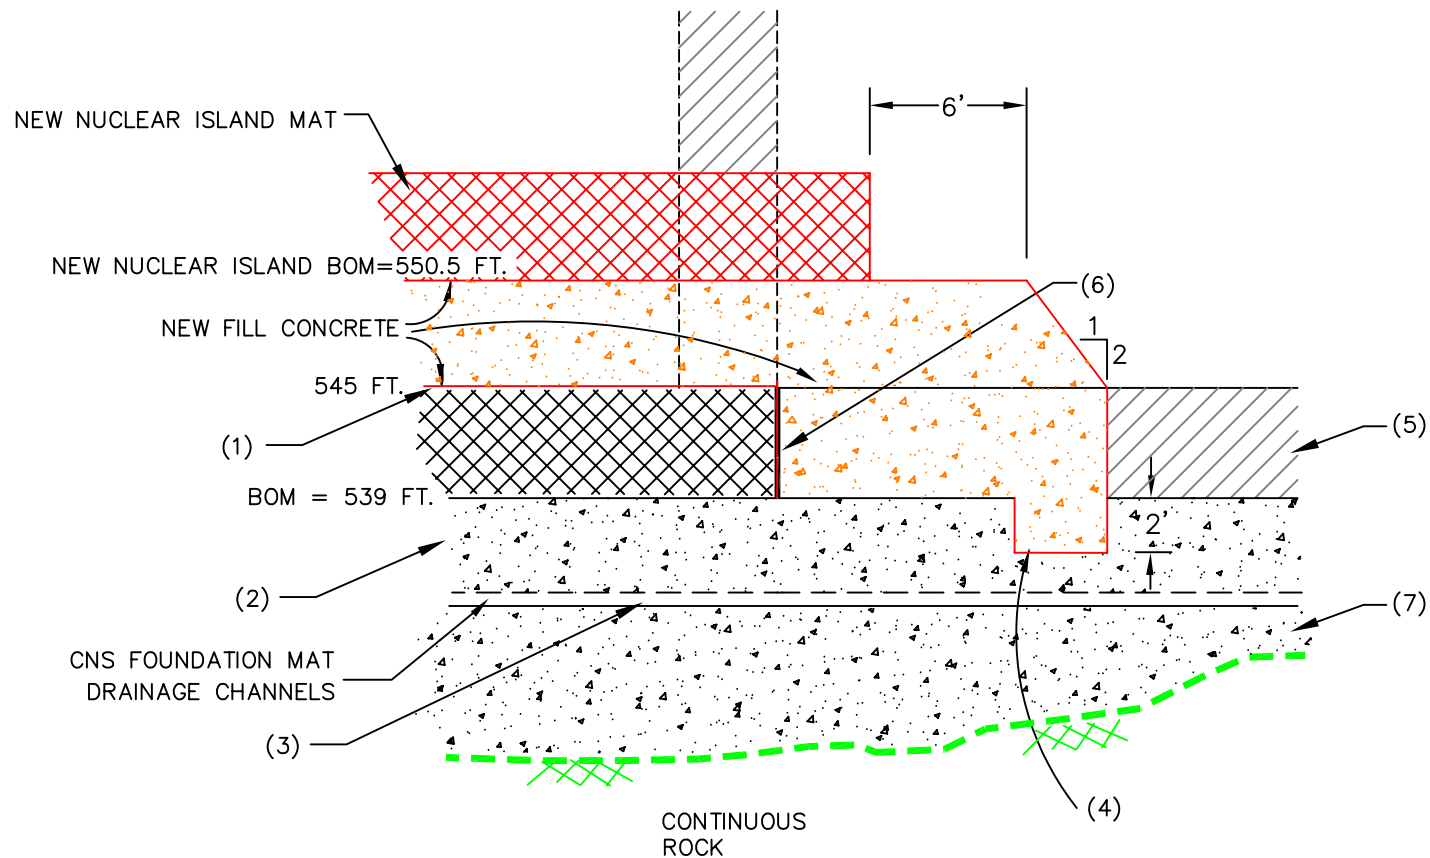 6'
NEW NUCLEAR ISLAND MAT
NEW NUCLEAR ISLAND BOM=550.5 FT.
(6)
NEW FILL CONCRETE
1
2
545 FT.
(1)
(5)
BOM = 539 FT.
2'
(2)
(7)
CNS FOUNDATION MAT
DRAINAGE CHANNELS
(3)
(4)
CONTINUOUS
ROCK